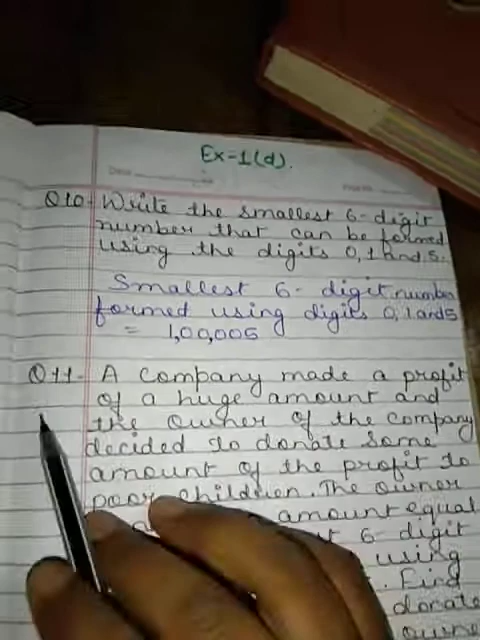 Ex-1(d).
Date
Q10- Write the smallest 6-digit
number that can be formed
using the digits 0, 1 and 5.
Smallest 6-digit number
formed using digits 0, 1 and 5
= 1,00,005
Q11- A company made a profit
of a huge amount and
the owner of the company
decided to donate some
amount of the profit to
poor children. The owner
amount equal
6-digit
using
. Find
donate